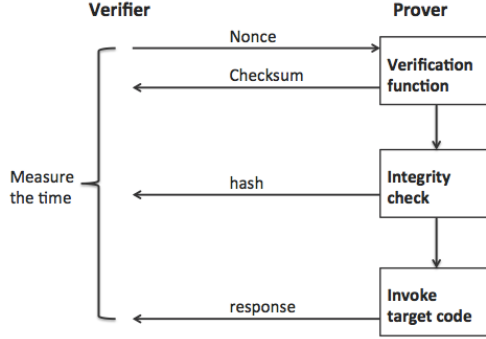 Verifier
Prover
Nonce
Verification
function
Checksum
Measure
the time
hash
Integrity
check
response
Invoke
target code